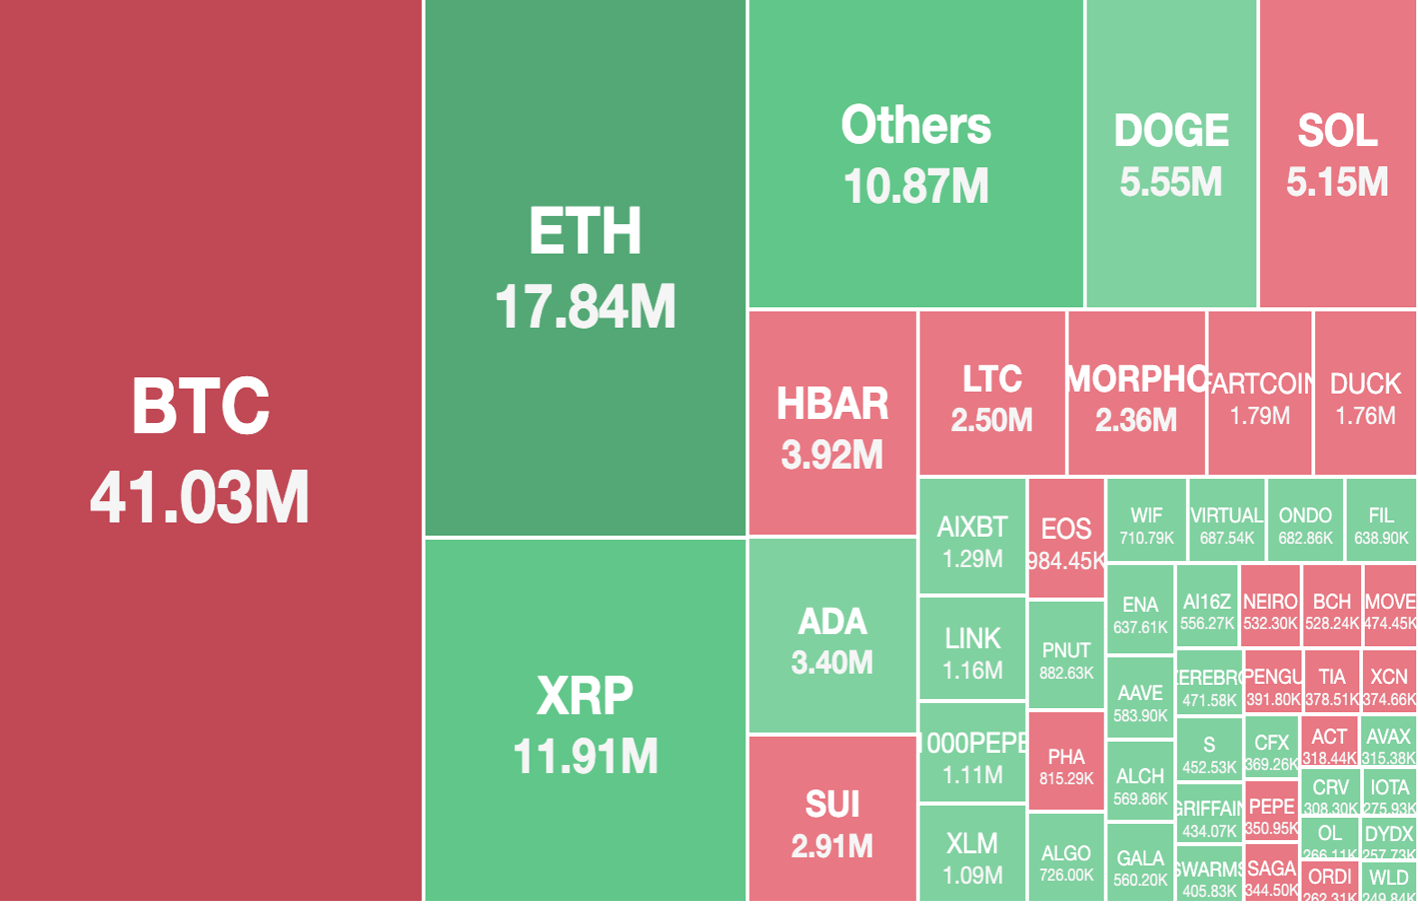 BTC
41.03M
ETH
17.84M
XRP
11.91M
Others
10.87M
DOGE
5.55M
SOL
5.15M
HBAR
3.92M
ADA
3.40M
SUI
2.91M
LTC
2.50M
MORPHO
2.36M
FARTCOIN
1.79M
DUCK
1.76M
AIXBT
1.29M
LINK
1.16M
1000PEPE
1.11M
XLM
1.09M
EOS
984.45K
PNUT
882.63K
PHA
815.29K
ALGO
726.00K
WIF
710.79K
VIRTUAL
687.54K
ONDO
682.86K
FIL
638.90K
ENA
637.61K
AAVE
583.90K
ALCH
569.86K
GALA
560.20K
AI16Z
556.27K
NEIRO
532.30K
BCH
528.24K
MOVE
474.45K
ZEREBRO
471.58K
S
452.53K
GRIFFAIN
434.07K
SWARMS
405.83K
PENGU
391.80K
TIA
378.51K
XCN
374.66K
CFX
369.26K
PEPE
350.95K
SAGA
344.50K
ACT
318.44K
AVAX
315.38K
CRV
308.30K
IOTA
275.93K
OL
266.11K
DYDX
257.73K
ORDI
262.31K
WLD
249.84K